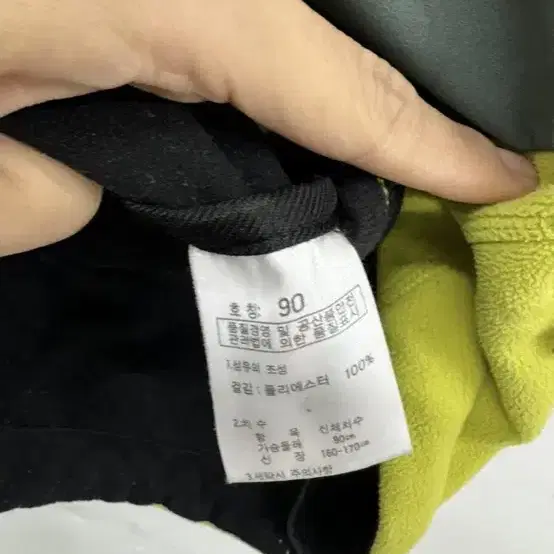 호칭 90
품질경영 및 공산품안전
관리법에 의한 품질표시
1.섬유의 조성
겉감 : 폴리에스터 100%
2.치 수
항 목 신체치수
가슴둘레 90cm
신 장 160-170cm
3.세탁시 주의사항